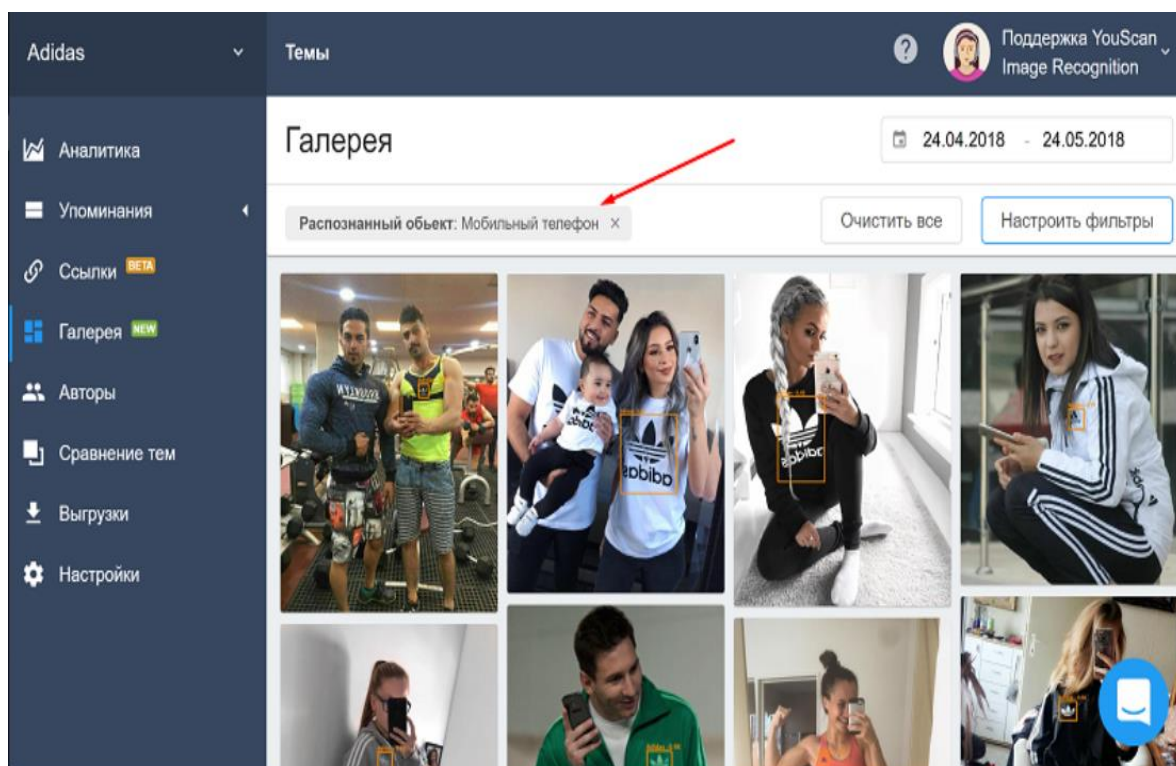 Adidas
Темы
Поддержка YouScan
Image Recognition
Аналитика
Упоминания
Ссылки BETA
Галерея NEW
Авторы
Сравнение тем
Выгрузки
Настройки
Галерея
24.04.2018 - 24.05.2018
Распознанный обьект: Мобильный телефон ×
Очистить все
Настроить фильтры
adidas
adidas
adidas